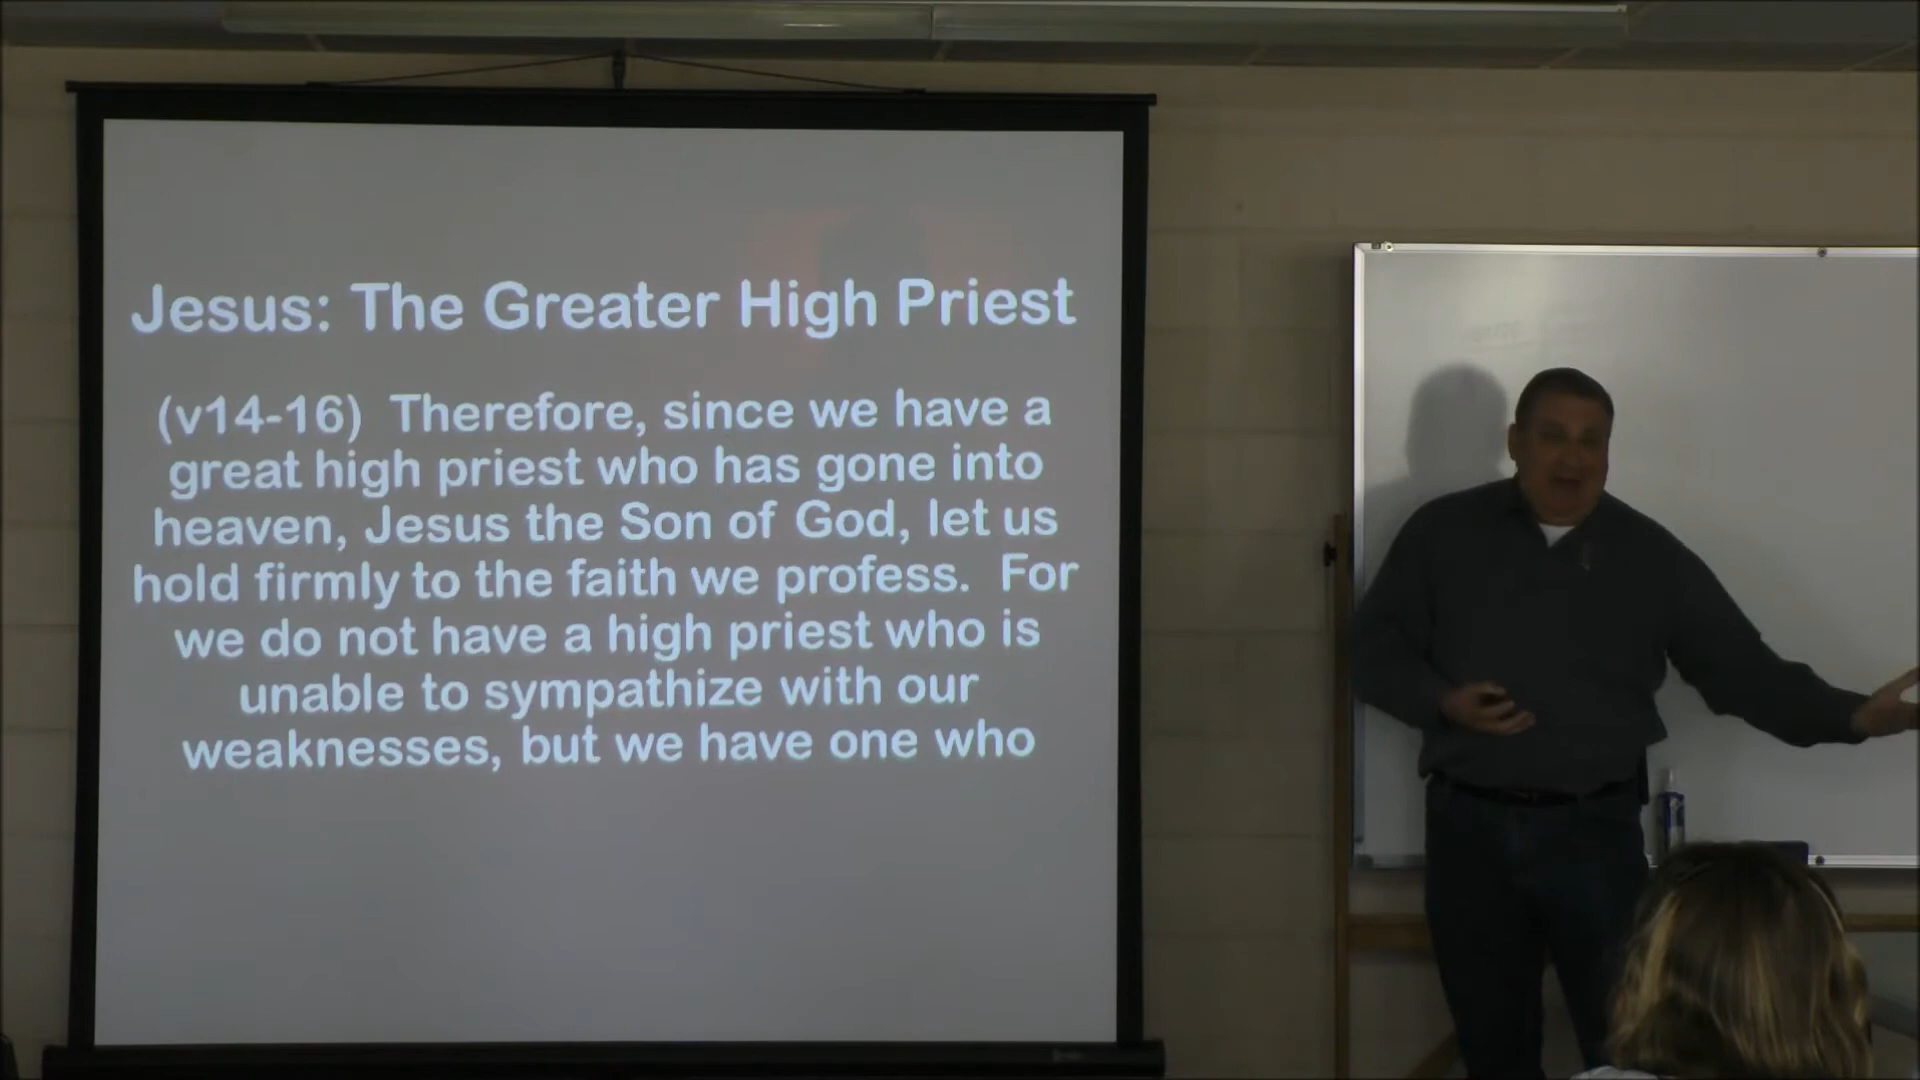 Jesus: The Greater High Priest
(v14-16) Therefore, since we have a
great high priest who has gone into
heaven, Jesus the Son of God, let us
hold firmly to the faith we profess. For
we do not have a high priest who is
unable to sympathize with our
weaknesses, but we have one who